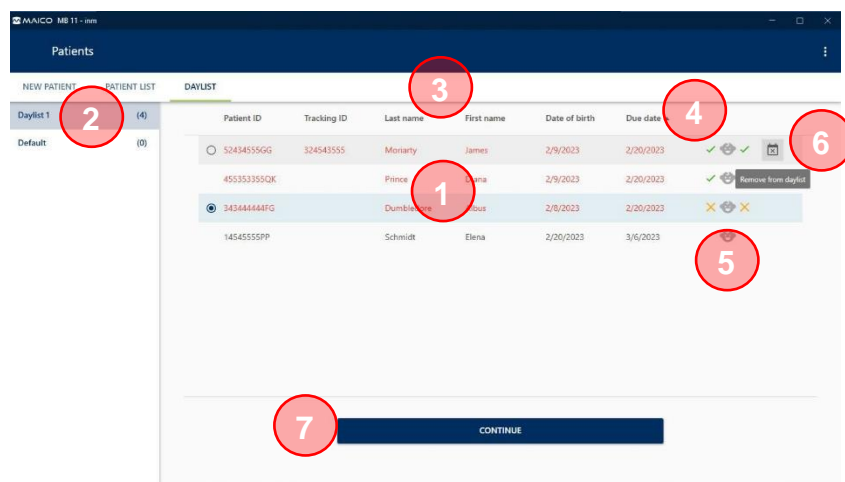 MAICO MB 11 - inm
Patients
NEW PATIENT PATIENT LIST DAYLIST
3
Daylist 1 2 (4)
Default (0)
Patient ID Tracking ID Last name First name Date of birth Due date 4
52434555GG 524543555 Moriarty James 2/9/2023 2/20/2023 6
455353355QK Prince 1 2/9/2023 2/20/2023 Remove from daylist
343444444FG 2/8/2023 2/20/2023
14545555PP Schmidt Elena 2/20/2023 3/6/2023 5
7 CONTINUE